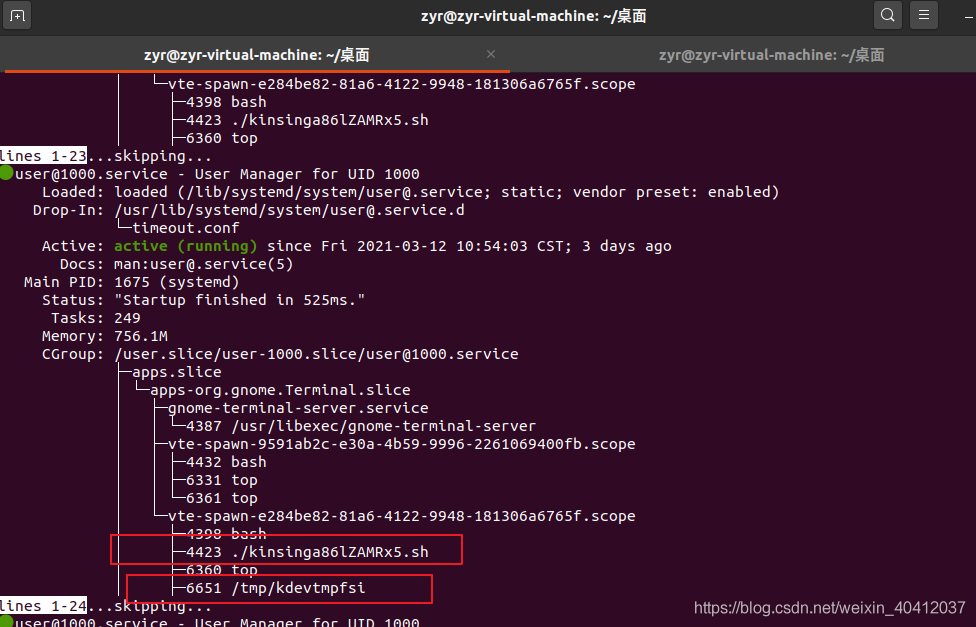 zyr@zyr-virtual-machine: ~/桌面
zyr@zyr-virtual-machine: ~/桌面 ×
zyr@zyr-virtual-machine: ~/桌面
└─vte-spawn-e284be82-81a6-4122-9948-181306a6765f.scope
├─4398 bash
├─4423 ./kinsinga86lZAMRx5.sh
├─6360 top
lines 1-23...skipping...
●user@1000.service - User Manager for UID 1000
Loaded: loaded (/lib/systemd/system/user@.service; static; vendor preset: enabled)
Drop-In: /usr/lib/systemd/system/user@.service.d
└─timeout.conf
Active: active (running) since Fri 2021-03-12 10:54:03 CST; 3 days ago
Docs: man:user@.service(5)
Main PID: 1675 (systemd)
Status: "Startup finished in 525ms."
Tasks: 249
Memory: 756.1M
CGroup: /user.slice/user-1000.slice/user@1000.service
├─apps.slice
│ └─apps-org.gnome.Terminal.slice
│ ├─gnome-terminal-server.service
│ │ └─4387 /usr/libexec/gnome-terminal-server
│ ├─vte-spawn-9591ab2c-e30a-4b59-9996-2261069400fb.scope
│ │ ├─4432 bash
│ │ ├─6331 top
│ │ └─6361 top
│ └─vte-spawn-e284be82-81a6-4122-9948-181306a6765f.scope
│ ├─4398 bash
│ ├─4423 ./kinsinga86lZAMRx5.sh
│ ├─6360 top
│ ├─6651 /tmp/kdevtmpfsi
lines 1-24...skipping...
●user@1000.service - User Manager for UID 1000
https://blog.csdn.net/weixin_40412037